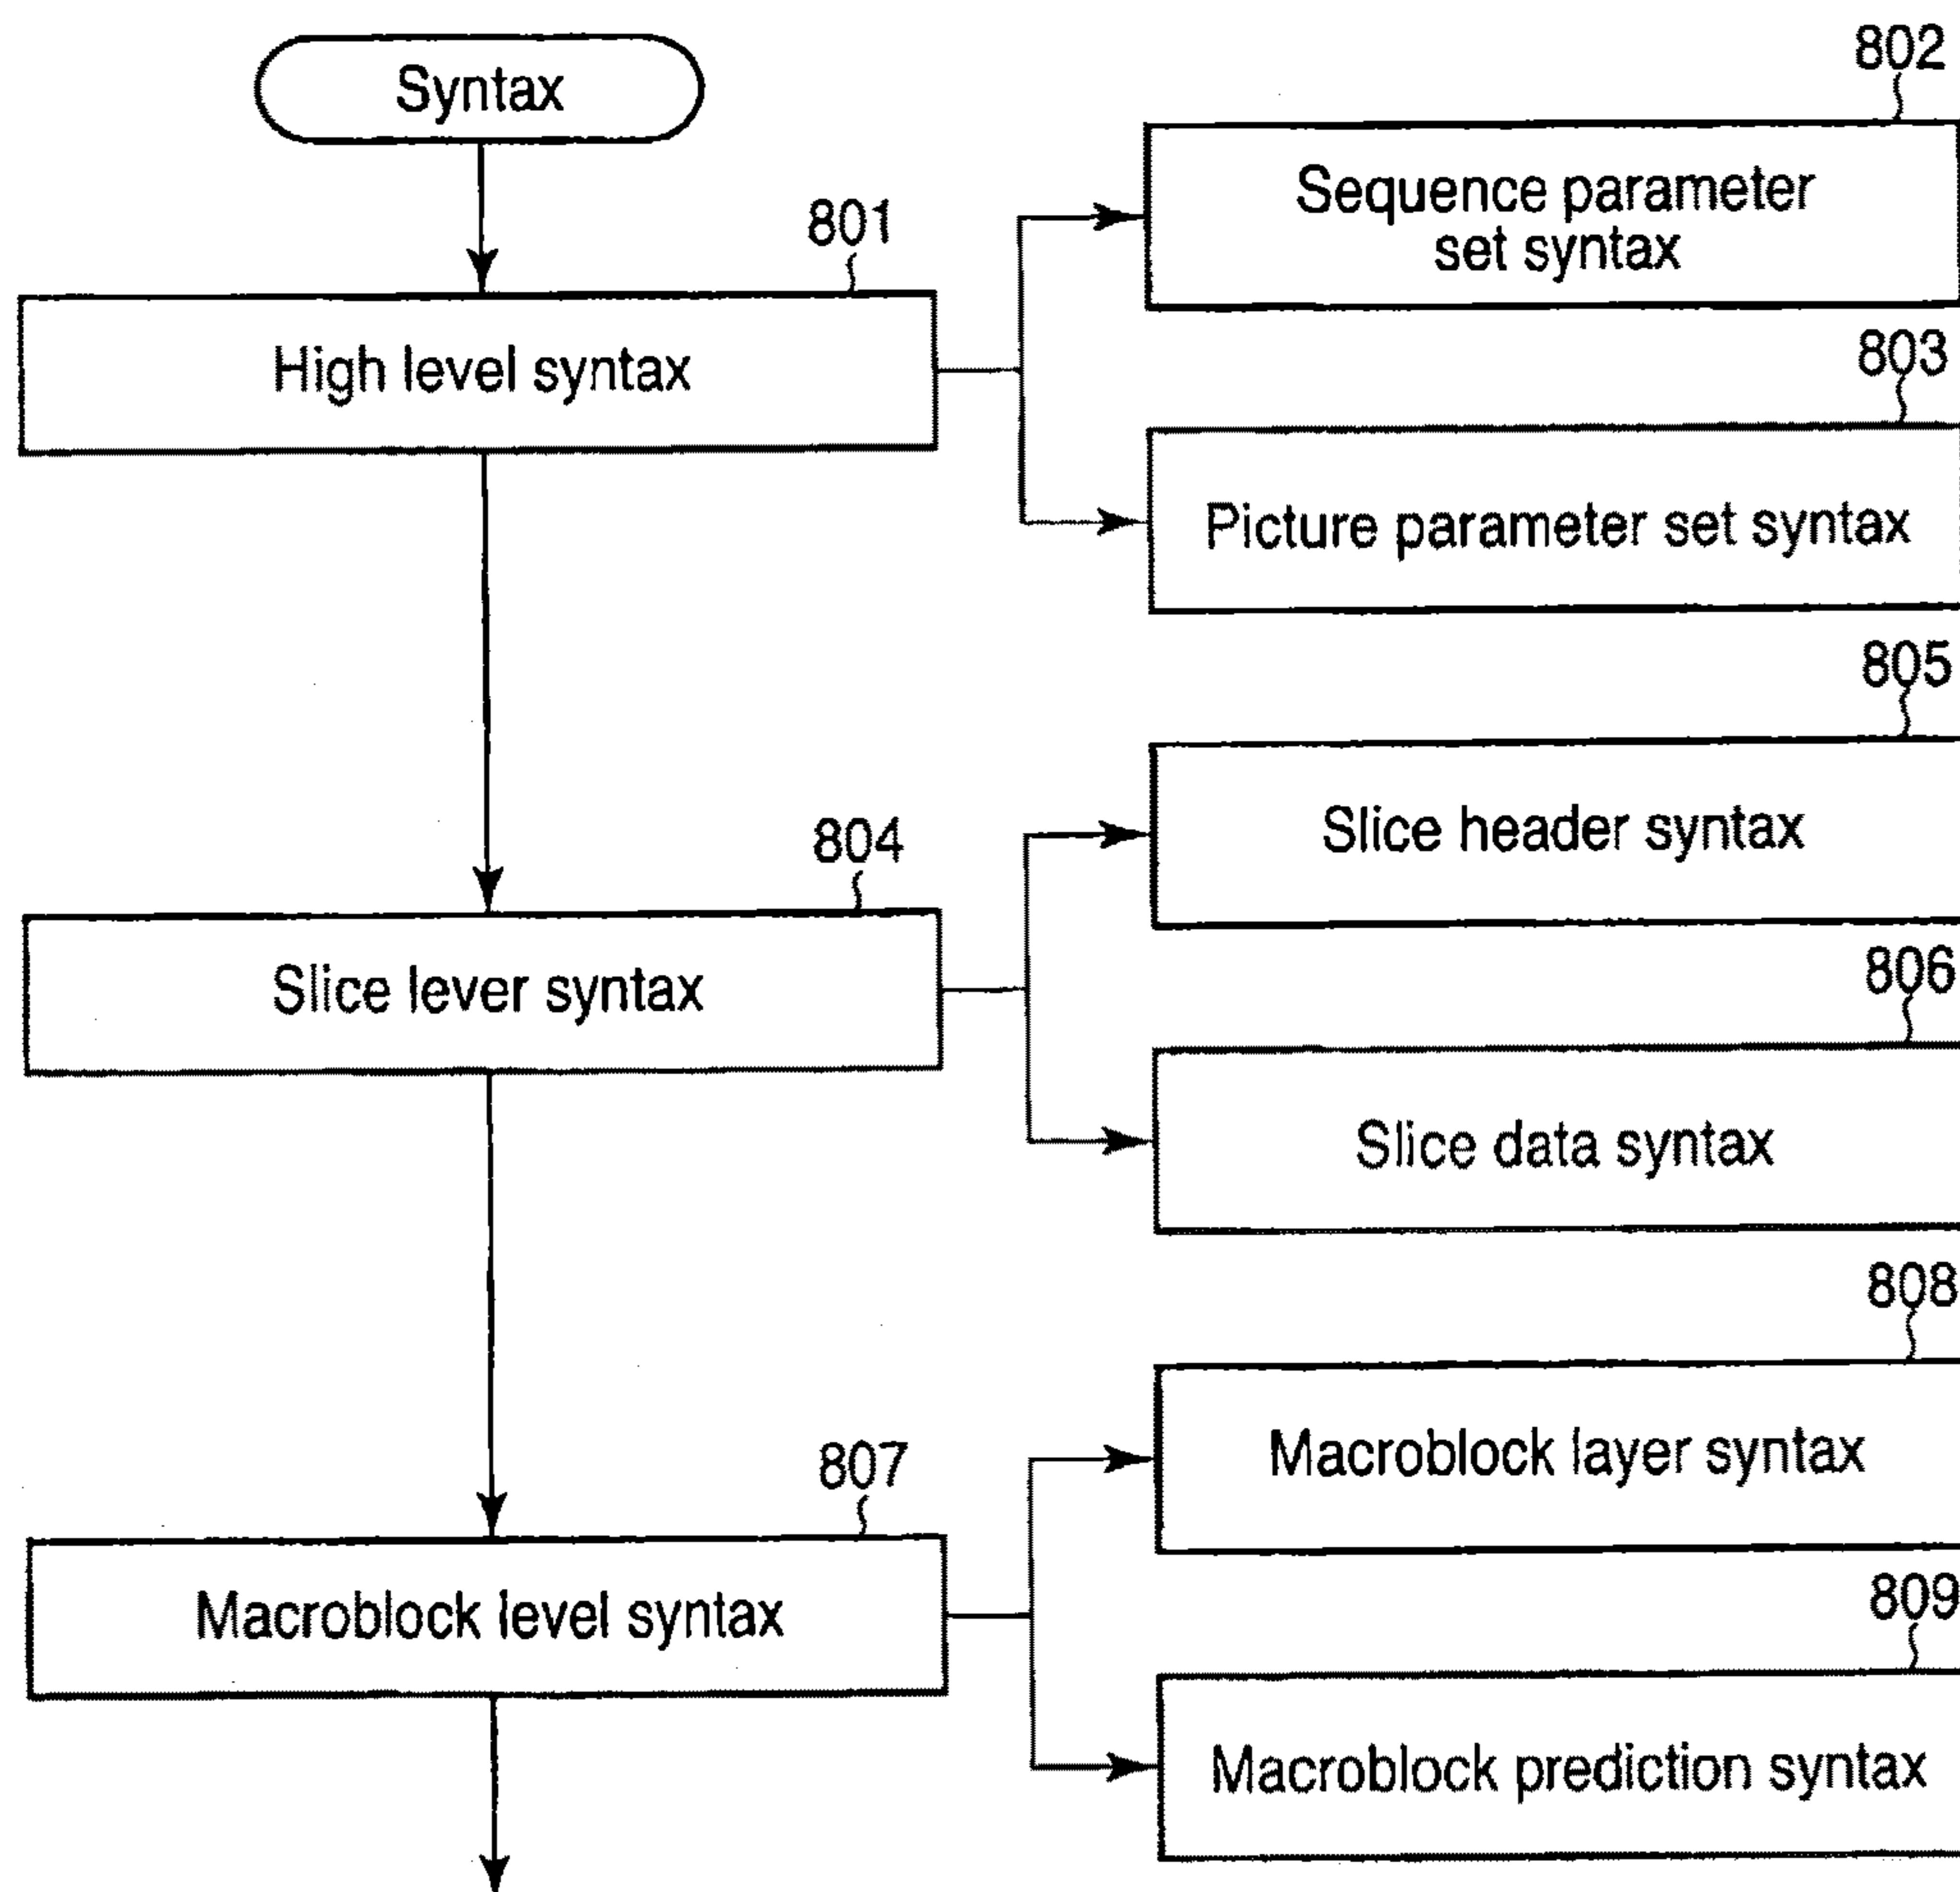 Syntax
801
High level syntax
802
Sequence parameter
set syntax
803
Picture parameter set syntax
804
Slice lever syntax
805
Slice header syntax
806
Slice data syntax
807
Macroblock level syntax
808
Macroblock layer syntax
809
Macroblock prediction syntax